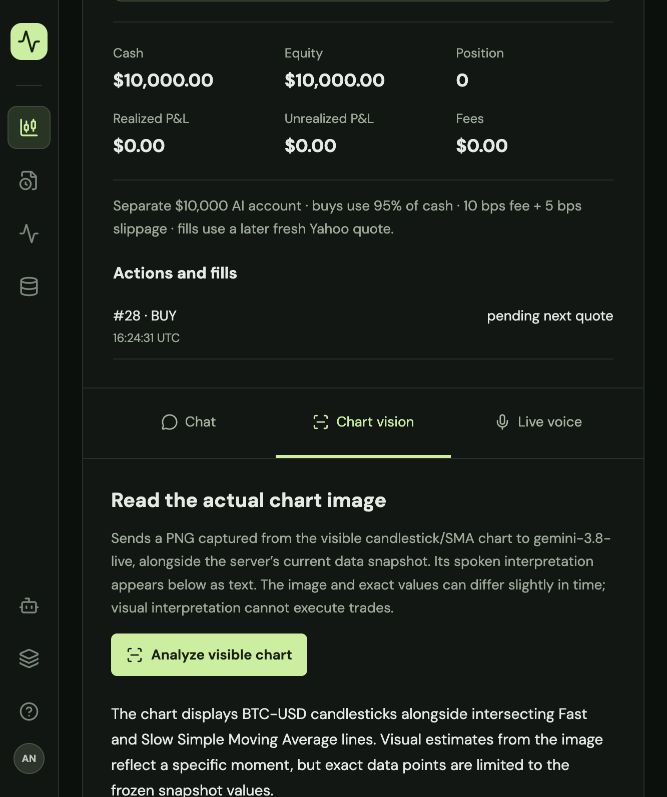 Cash Equity Position
$10,000.00 $10,000.00 0
Realized P&L Unrealized P&L Fees
$0.00 $0.00 $0.00
Separate $10,000 AI account · buys use 95% of cash · 10 bps fee + 5 bps
slippage · fills use a later fresh Yahoo quote.
Actions and fills
#28 · BUY pending next quote
16:24:31 UTC
Chat Chart vision Live voice
Read the actual chart image
Sends a PNG captured from the visible candlestick/SMA chart to gemini-3.8-
live, alongside the server’s current data snapshot. Its spoken interpretation
appears below as text. The image and exact values can differ slightly in time;
visual interpretation cannot execute trades.
Analyze visible chart
The chart displays BTC-USD candlesticks alongside intersecting Fast
and Slow Simple Moving Average lines. Visual estimates from the image
reflect a specific moment, but exact data points are limited to the
frozen snapshot values.
AN